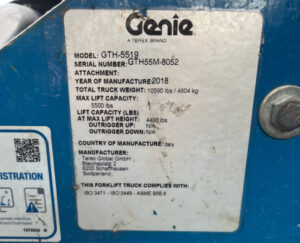 Genie
A TEREX BRAND
MODEL: GTH-5519
SERIAL NUMBER: GTH55M-8052
ATTACHMENT:
MANUFACTURE YEAR: 2018
TOTAL TRUCK WEIGHT: 10590 lbs / 4804 kg
MAX LIFT CAPACITY:
5500 lbs
LIFT CAPACITY (LBS)
AT MAX LIFT HEIGHT: 4400 lbs
OUTRIGGER UP: N/A
OUTRIGGER DOWN: N/A
COUNTRY OF MANUFACTURE: Italy
MANUFACTURER:
Terex Global GmbH
Bleicheplatz 2
8200 Schaffhausen
Switzerland
THIS FORKLIFT TRUCK COMPLIES WITH:
ISO 3471 - ISO 3449 - ASME B56.6
ISTRATION